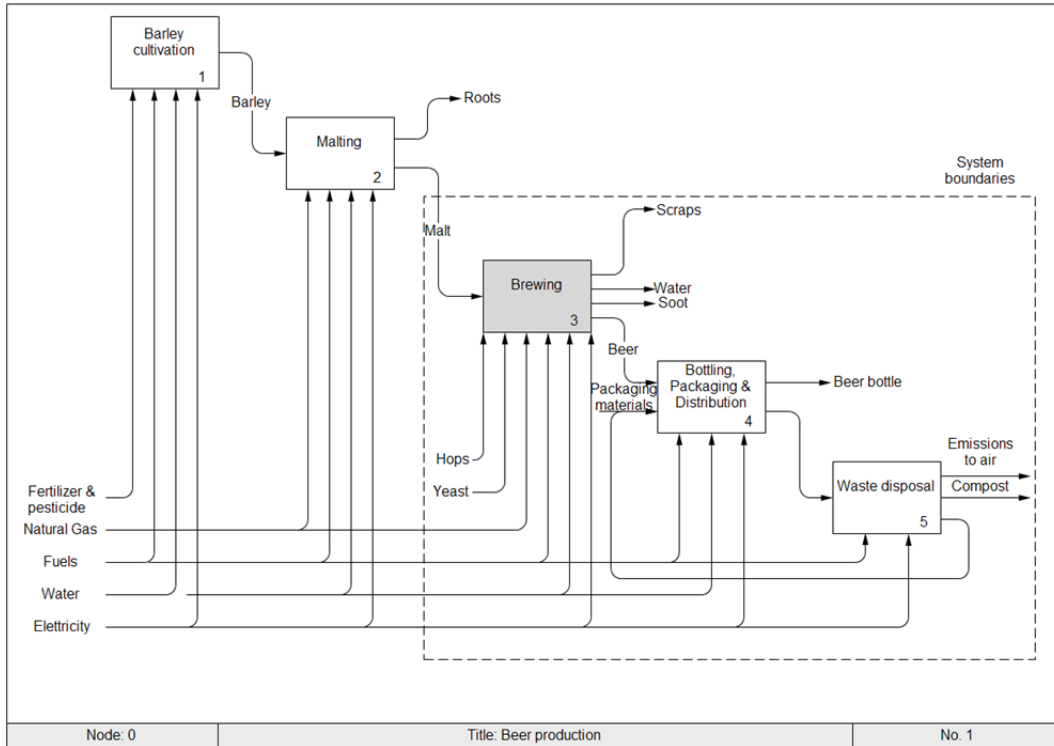 Barley
cultivation
1
Barley
Roots
Malting
2
System
boundaries
Malt
Scraps
Brewing
3
Water
Soot
Beer
Bottling,
Packaging &
Distribution
4
Packaging
materials
Beer bottle
Hops
Yeast
Emissions
to air
Compost
Waste disposal
5
Fertilizer &
pesticide
Natural Gas
Fuels
Water
Elettricity
Node: 0
Title: Beer production
No. 1